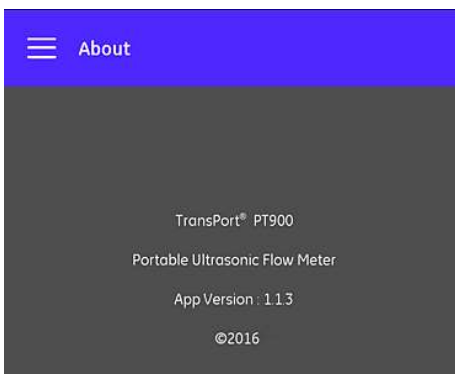 About
TransPort® PT900
Portable Ultrasonic Flow Meter
App Version : 1.1.3
©2016